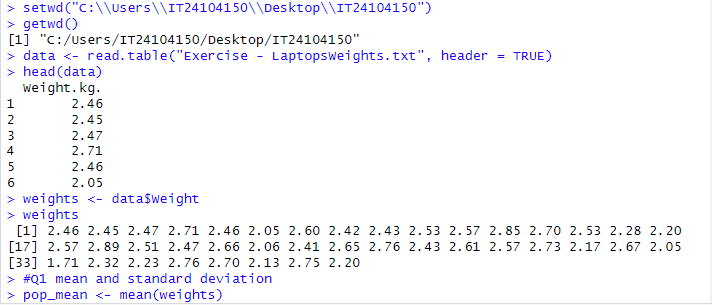 > setwd("C:\\Users\\IT24104150\\Desktop\\IT24104150")
> getwd()
[1] "C:/Users/IT24104150/Desktop/IT24104150"
> data <- read.table("Exercise - LaptopsWeights.txt", header = TRUE)
> head(data)
  Weight.kg.
1       2.46
2       2.45
3       2.47
4       2.71
5       2.46
6       2.05
> weights <- data$Weight
> weights
 [1] 2.46 2.45 2.47 2.71 2.46 2.05 2.60 2.42 2.43 2.53 2.57 2.85 2.70 2.53 2.28 2.20
[17] 2.57 2.89 2.51 2.47 2.66 2.06 2.41 2.65 2.76 2.43 2.61 2.57 2.73 2.17 2.67 2.05
[33] 1.71 2.32 2.23 2.76 2.70 2.13 2.75 2.20
> #Q1 mean and standard deviation
> pop_mean <- mean(weights)